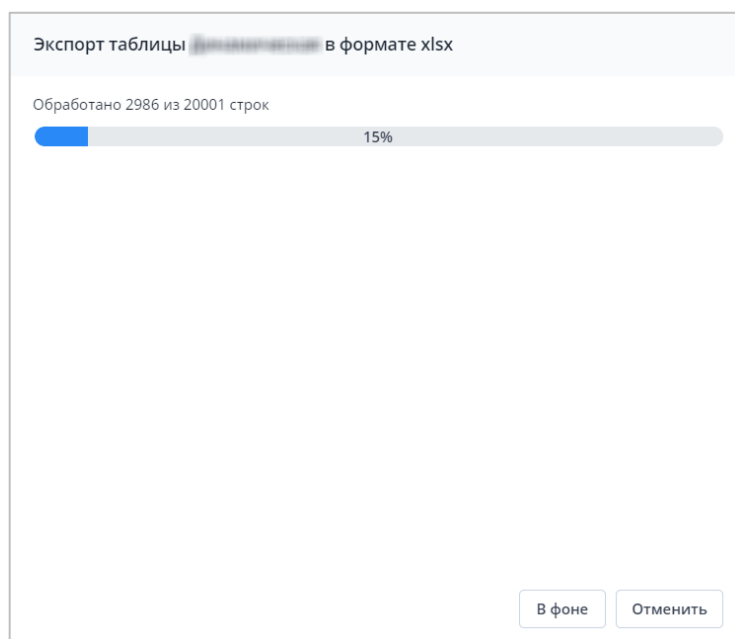 Экспорт таблицы в формате xlsx
Обработано 2986 из 20001 строк
15%
В фоне Отменить